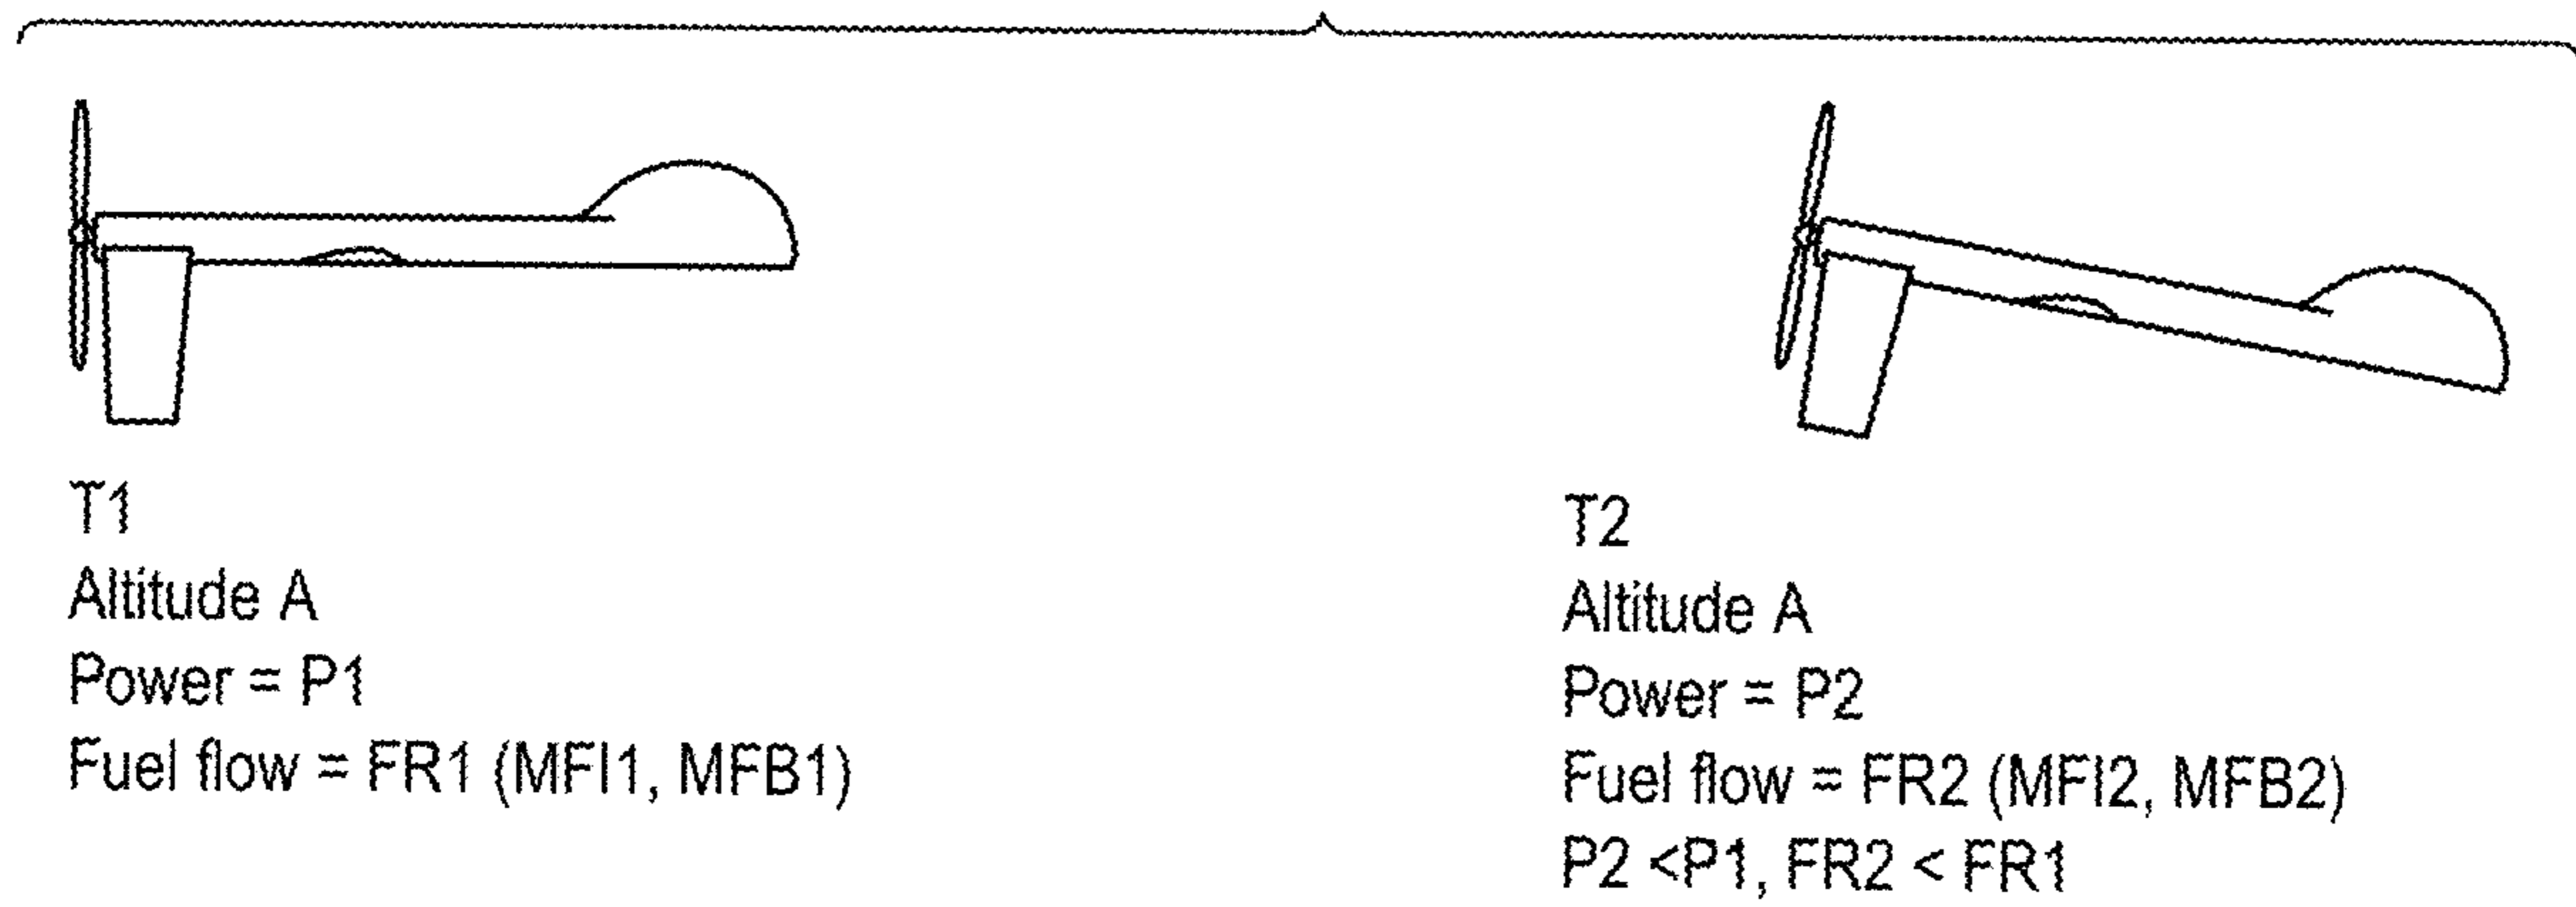 T1
Altitude A
Power = P1
Fuel flow = FR1 (MFI1, MFB1)
T2
Altitude A
Power = P2
Fuel flow = FR2 (MFI2, MFB2)
P2 <P1, FR2 < FR1